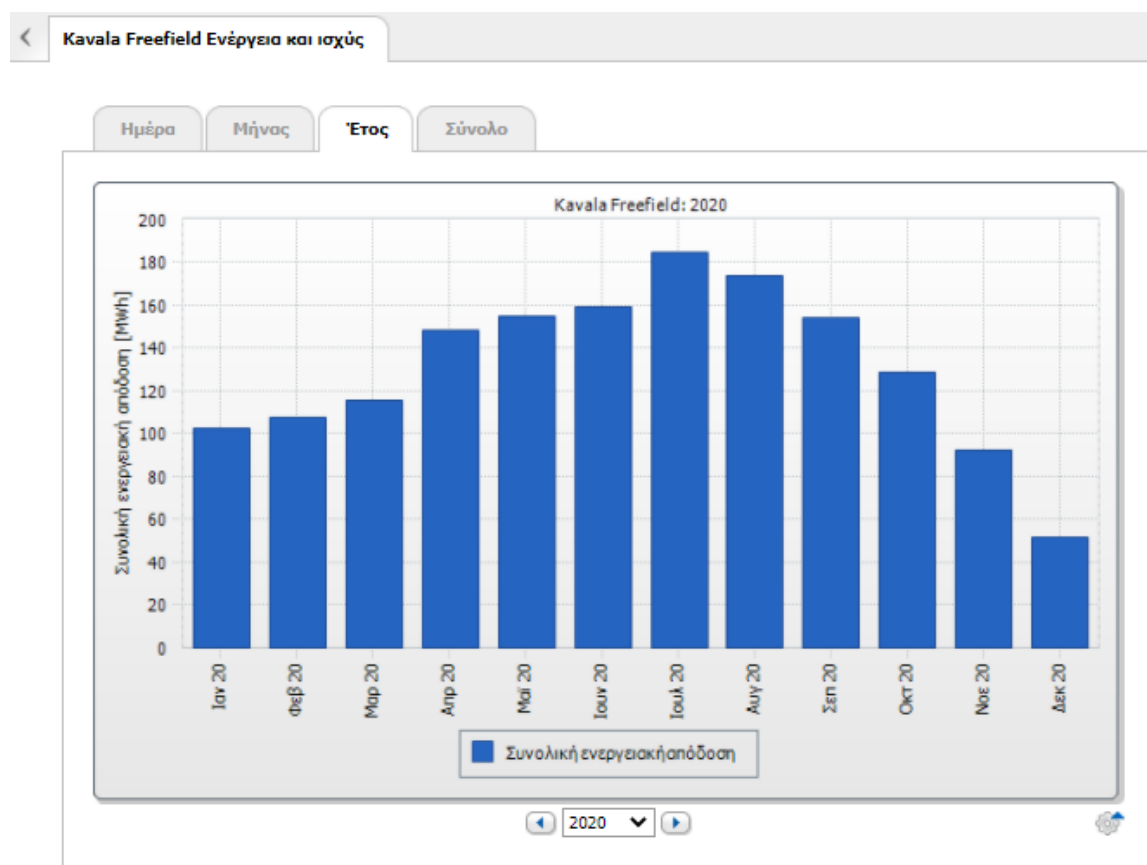 Kavala Freefield Ενέργεια και ισχύς
Ημέρα Μήνας Έτος Σύνολο
Kavala Freefield: 2020
Συνολική ενεργειακή απόδοση [MWh]
200
180
160
140
120
100
80
60
40
20
0
Ιαν 20 Φεβ 20 Μαρ 20 Απρ 20 Μαϊ 20 Ιουν 20 Ιουλ 20 Αυγ 20 Σεπ 20 Οκτ 20 Νοε 20 Δεκ 20
Συνολική ενεργειακή απόδοση
2020